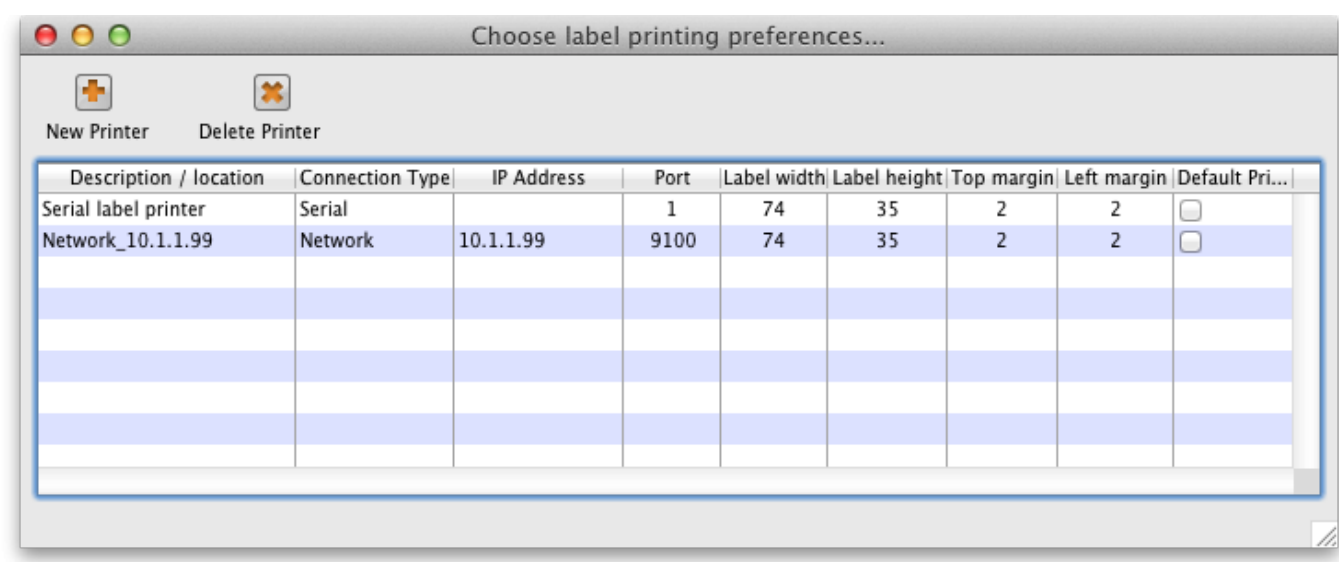 Choose label printing preferences...
New Printer Delete Printer
Description / location Connection Type IP Address Port Label width Label height Top margin Left margin Default Pri...
Serial label printer Serial 1 74 35 2 2
Network_10.1.1.99 Network 10.1.1.99 9100 74 35 2 2